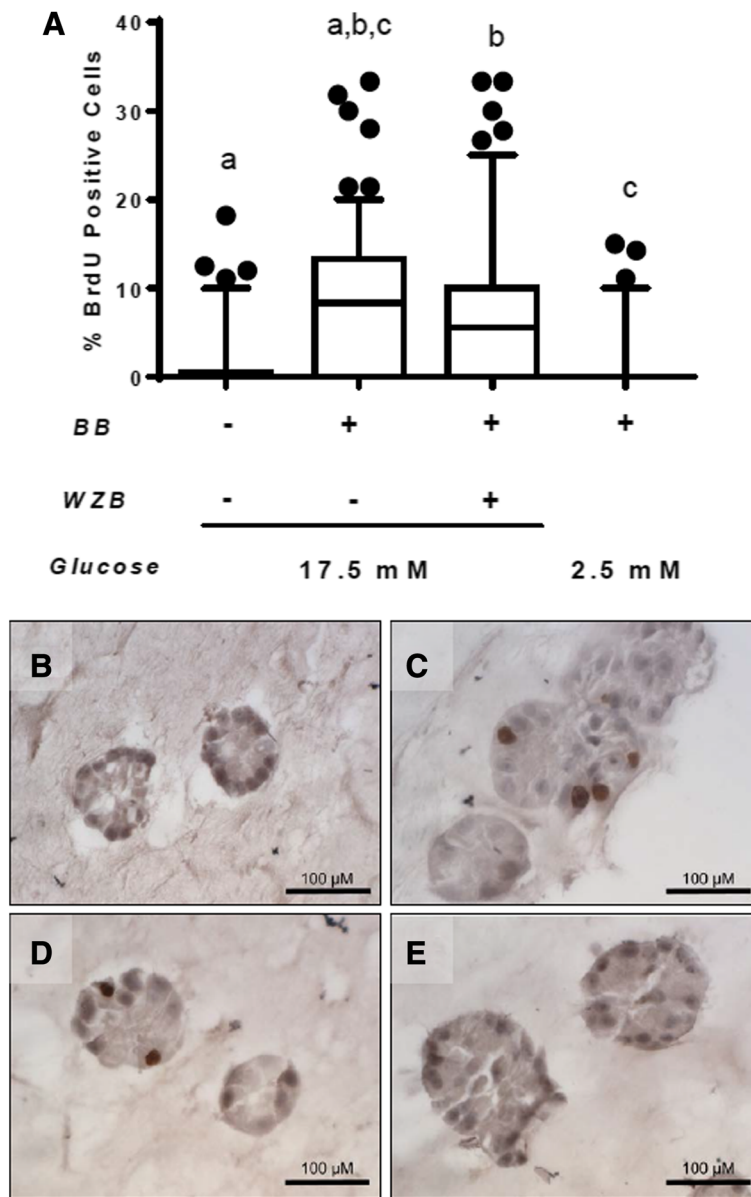 A
% BrdU Positive Cells
40
30
20
10
0
a
a,b,c
b
c
BB - + + +
WZB - - +
Glucose 17.5 mM 2.5 mM
B
100 µM
C
100 µM
D
100 µM
E
100 µM